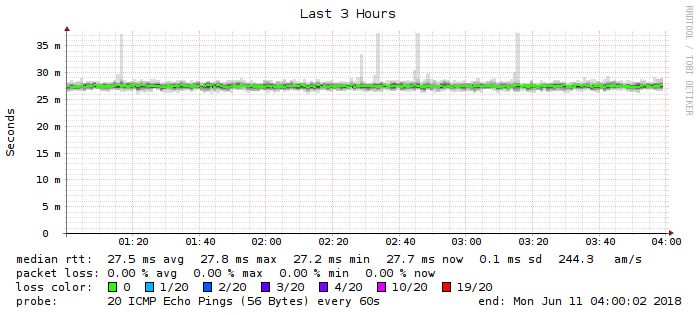 Last 3 Hours
RRDTOOL / TOBI OETIKER
Seconds
35 m
30 m
25 m
20 m
15 m
10 m
5 m
0
01:20 01:40 02:00 02:20 02:40 03:00 03:20 03:40 04:00
median rtt: 27.5 ms avg 27.8 ms max 27.2 ms min 27.7 ms now 0.1 ms sd 244.3 am/s
packet loss: 0.00 % avg 0.00 % max 0.00 % min 0.00 % now
loss color: 0 1/20 2/20 3/20 4/20 10/20 19/20
probe: 20 ICMP Echo Pings (56 Bytes) every 60s end: Mon Jun 11 04:00:02 2018